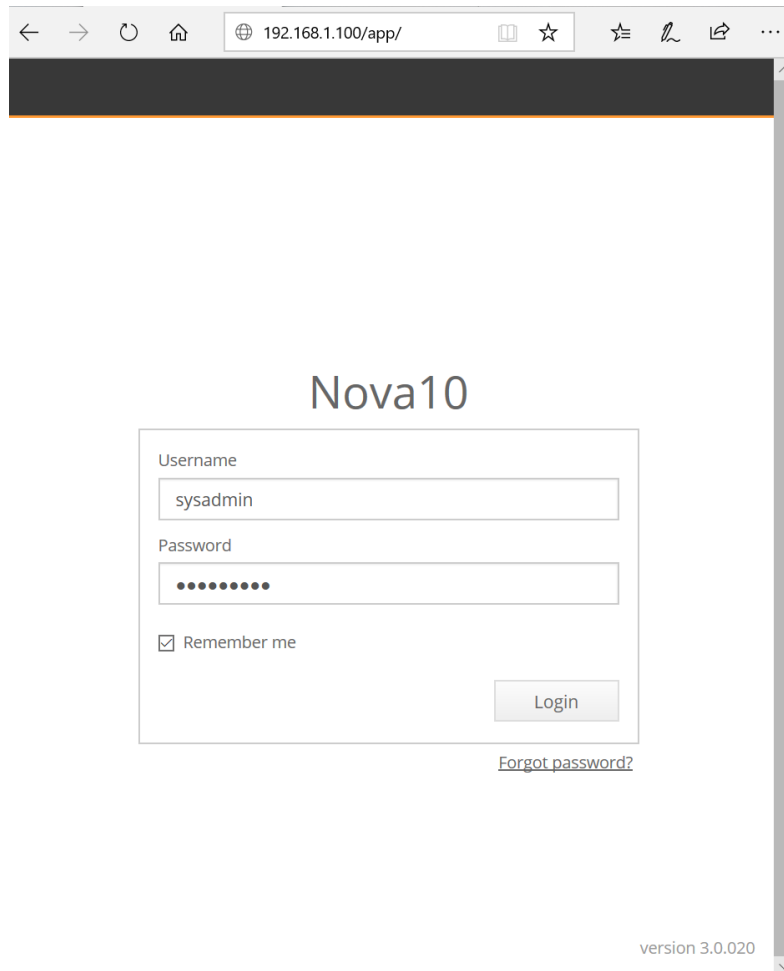 192.168.1.100/app/
Nova10
Username
sysadmin
Password
•••••••••
Remember me
Login
Forgot password?
version 3.0.020